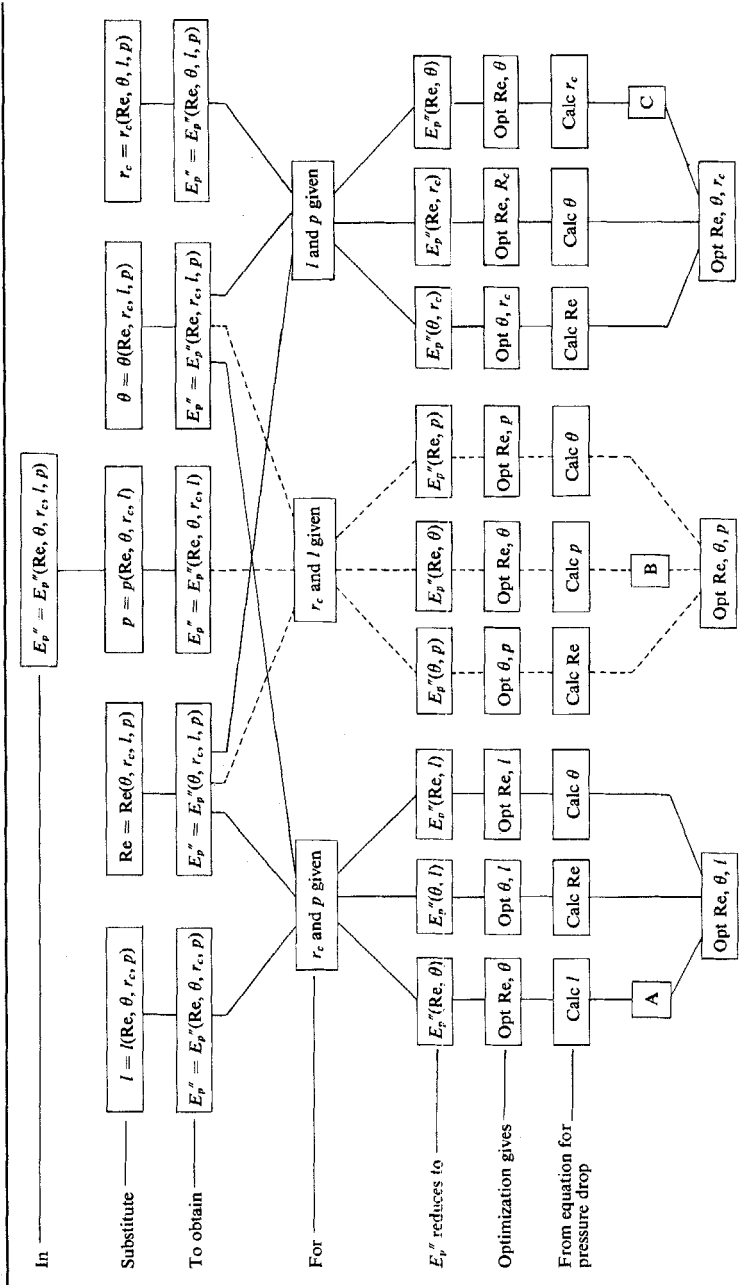 In
E_p'' = E_p''(Re, θ, r_c, l, p)
Substitute
l = l(Re, θ, r_c, p)
Re = Re(θ, r_c, l, p)
p = p(Re, θ, r_c, l)
θ = θ(Re, r_c, l, p)
r_c = r_c(Re, θ, l, p)
To obtain
E_p'' = E_p''(Re, θ, r_c, p)
E_p'' = E_p''(θ, r_c, l, p)
E_p'' = E_p''(Re, θ, r_c, l)
E_p'' = E_p''(Re, r_c, l, p)
E_p'' = E_p''(Re, θ, l, p)
For
r_c and p given
r_c and l given
l and p given
E_p'' reduces to
E_p''(Re, θ)
E_p''(θ, l)
E_p''(Re, l)
E_p''(θ, p)
E_p''(Re, θ)
E_p''(Re, p)
E_p''(θ, r_c)
E_p''(Re, r_c)
E_p''(Re, θ)
Optimization gives
Opt Re, θ
Opt θ, l
Opt Re, l
Opt θ, p
Opt Re, θ
Opt Re, p
Opt θ, r_c
Opt Re, R_c
Opt Re, θ
From equation for
pressure drop
Calc l
Calc Re
Calc θ
Calc Re
Calc p
Calc θ
Calc Re
Calc θ
Calc r_c
A
B
C
Opt Re, θ, l
Opt Re, θ, p
Opt Re, θ, r_c